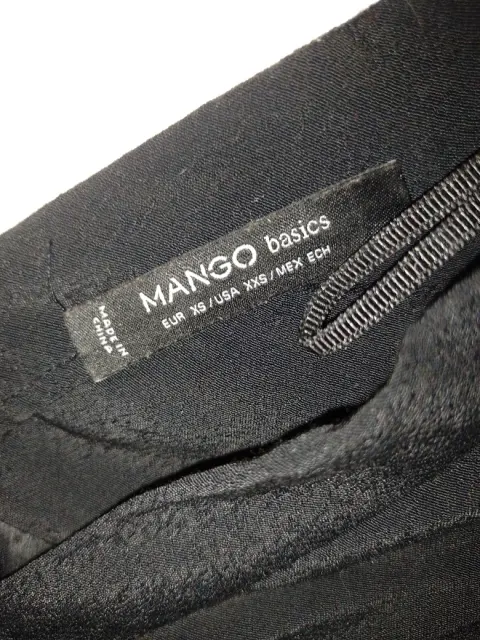 MANGO basics
EUR XS / USA XXS / MEX ECH
MADE IN
CHINA